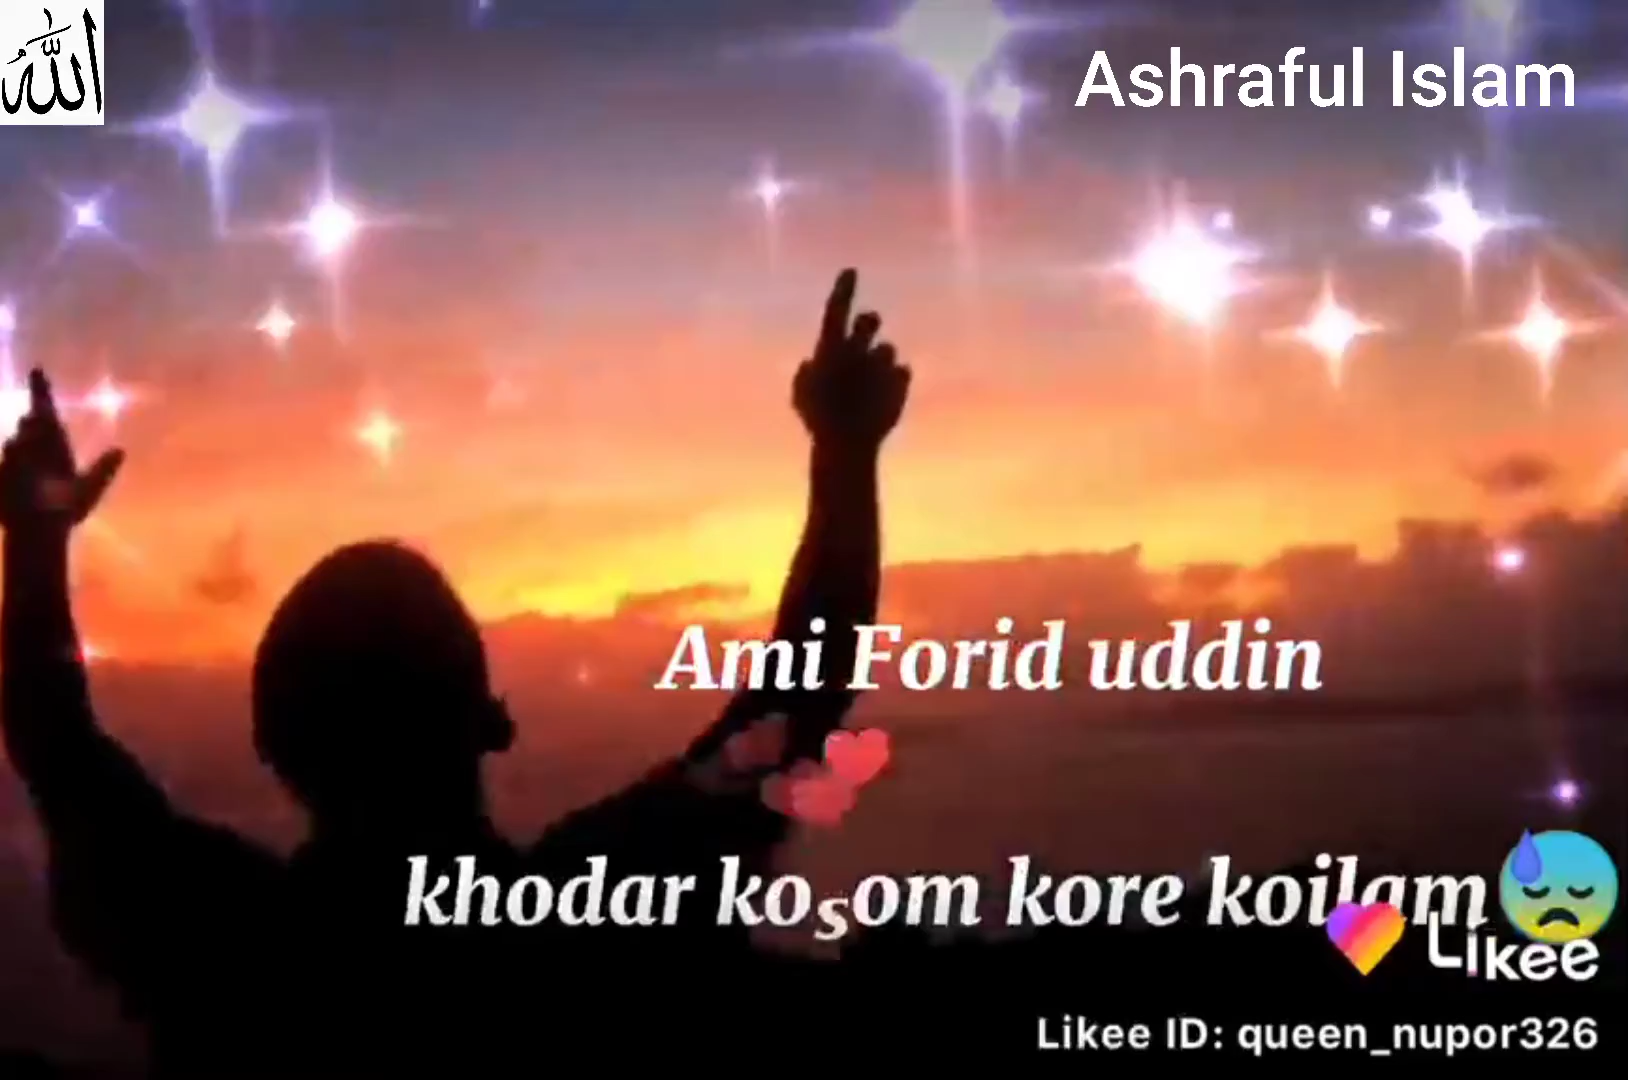 الله
Ashraful Islam
Ami Forid uddin
khodar kosom kore koilam
Likee
Likee ID: queen_nupor326